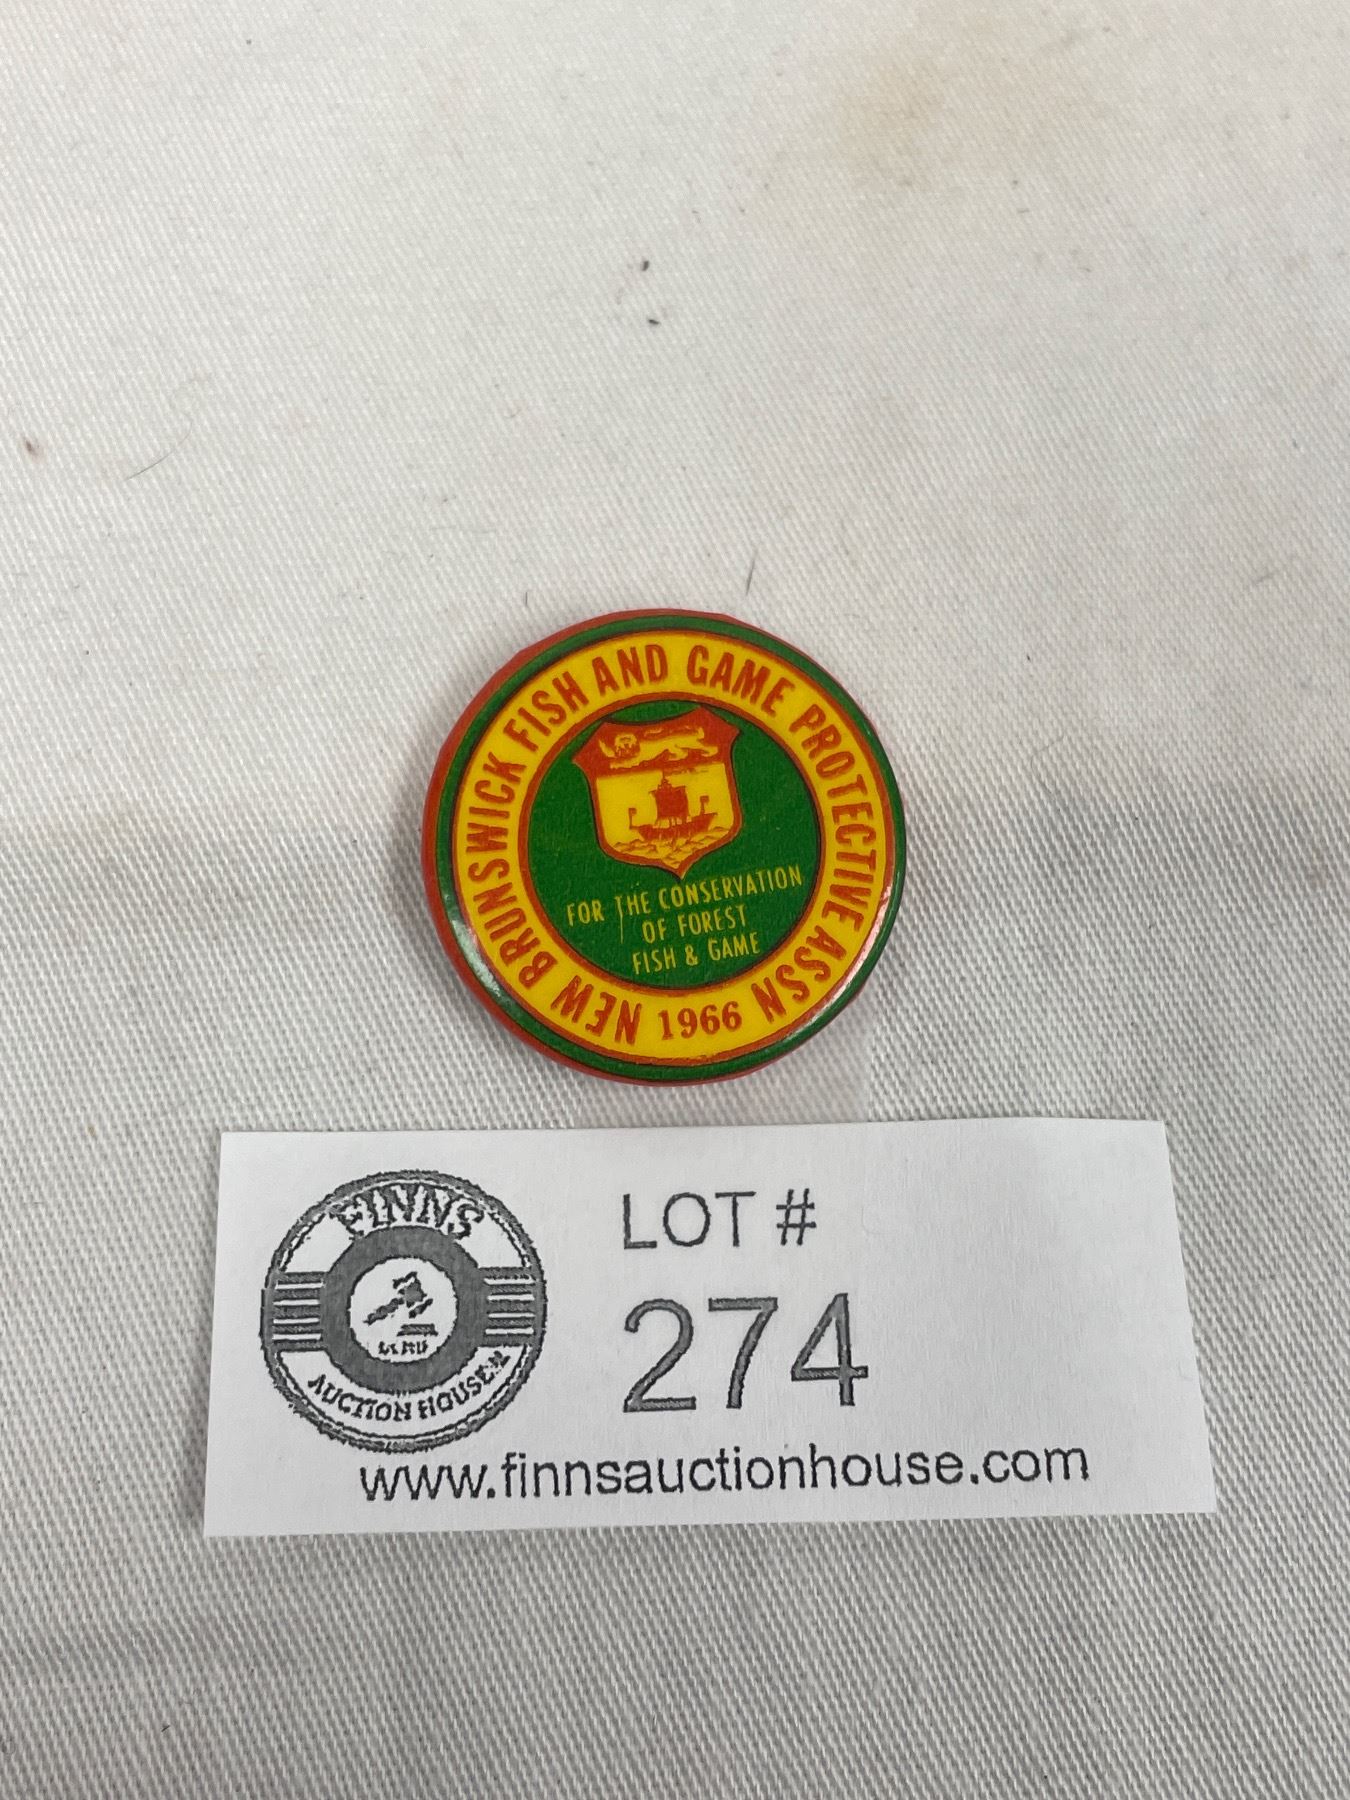 NEW BRUNSWICK FISH AND GAME PROTECTIVE ASSN
1966
FOR THE CONSERVATION
OF FOREST
FISH & GAME
FINNS
AUCTION HOUSE
LOT #
274
www.finnsauctionhouse.com